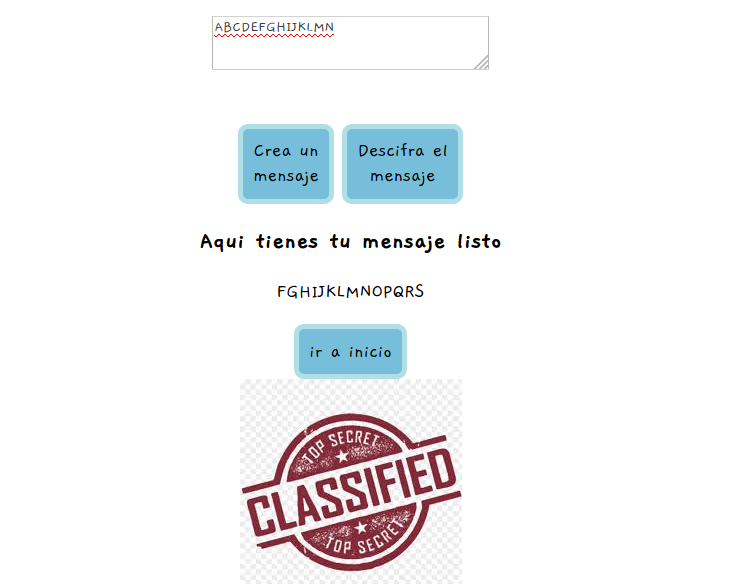 ABCDEFGHIJKLMN
Crea un
mensaje
Descifra el
mensaje
Aqui tienes tu mensaje listo
FGHIJKLMNOPQRS
ir a inicio
TOP SECRET
CLASSIFIED
TOP SECRET